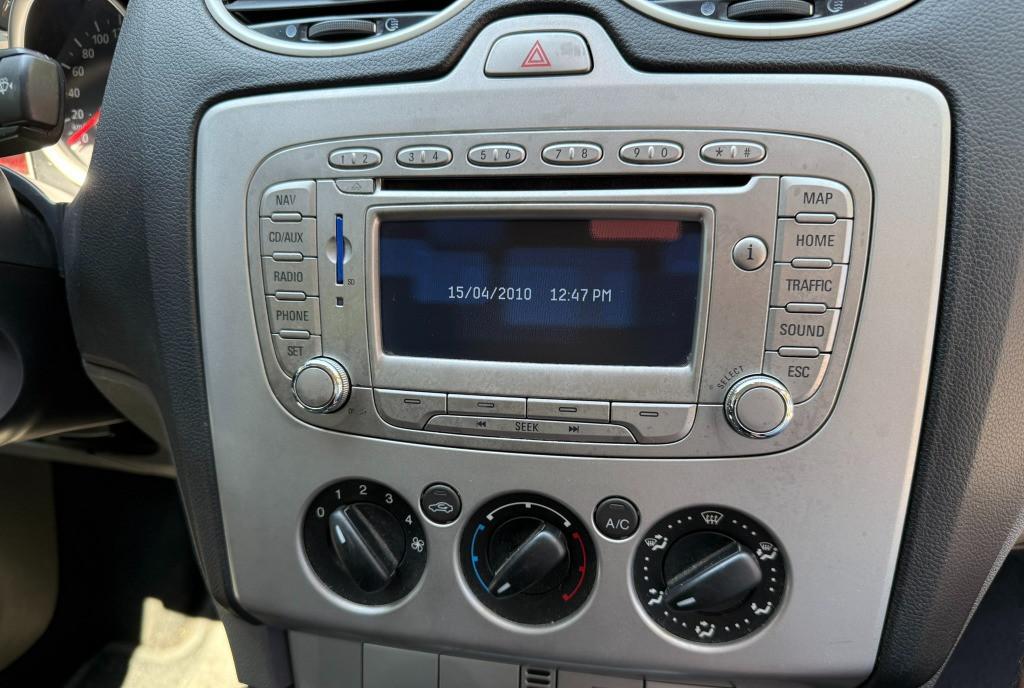 100
80
60
40
20
0
1 2
3 4
5 6
7 8
9 0
* #
NAV
CD/AUX
RADIO
PHONE
SET
SD
15/04/2010 12:47 PM
i
MAP
HOME
TRAFFIC
SOUND
ESC
SELECT
SEEK
0 1 2 3 4
A/C